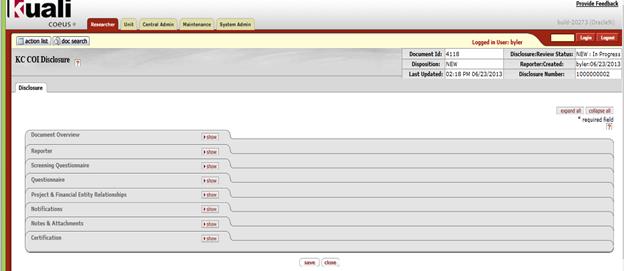 Kuali
coeus
Provide Feedback
build-20273 (Oracle9i)
Researcher Unit Central Admin Maintenance System Admin
action list doc search
Logged in User: byler
Login Logout
KC COI Disclosure ?
Document Id: 4118 Disclosure:Review Status: NEW : In Progress
Disposition: NEW Reporter:Created: byler:06/23/2013
Last Updated: 02:18 PM 06/23/2013 Disclosure Number: 1000000002
Disclosure
expand all collapse all
* required field
?
Document Overview show
Reporter show
Screening Questionnaire show
Questionnaire show
Project & Financial Entity Relationships show
Notifications show
Notes & Attachments show
Certification show
save close